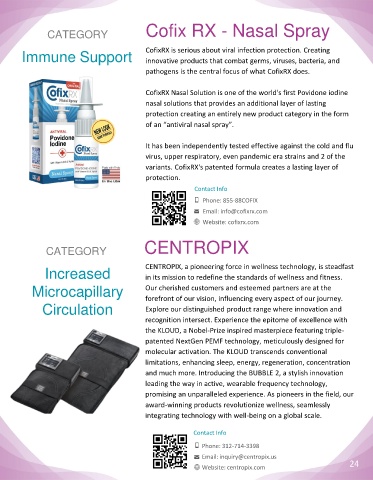 CATEGORY
Immune Support
Cofix RX - Nasal Spray
CofixRX is serious about viral infection protection. Creating
innovative products that combat germs, viruses, bacteria, and
pathogens is the central focus of what CofixRX does.
CofixRX Nasal Solution is one of the world's first Povidone iodine
nasal solutions that provides an additional layer of lasting
protection creating an entirely new product category in the form
of an "antiviral nasal spray".
It has been independently tested effective against the cold and flu
virus, upper respiratory, even pandemic era strains and 2 of the
variants. CofixRX's patented formula creates a lasting layer of
protection.
CofixRX
Nasal Spray
ANTIVIRAL
Povidone
Iodine
NEW LOOK
Nasal Spray
Contact Info
Phone: 855-88COFIX
Email: info@cofixrx.com
Website: cofixrx.com
CATEGORY
Increased
Microcapillary
Circulation
CENTROPIX
CENTROPIX, a pioneering force in wellness technology, is steadfast
in its mission to redefine the standards of wellness and fitness.
Our cherished customers and esteemed partners are at the
forefront of our vision, influencing every aspect of our journey.
Explore our distinguished product range where innovation and
recognition intersect. Experience the epitome of excellence with
the KLOUD, a Nobel-Prize inspired masterpiece featuring triple-
patented NextGen PEMF technology, meticulously designed for
molecular activation. The KLOUD transcends conventional
limitations, enhancing sleep, energy, regeneration, concentration
and much more. Introducing the BUBBLE 2, a stylish innovation
leading the way in active, wearable frequency technology,
promising an unparalleled experience. As pioneers in the field, our
award-winning products revolutionize wellness, seamlessly
integrating technology with well-being on a global scale.
Contact Info
Phone: 312-714-3398
Email: inquiry@centropix.us
Website: centropix.com
24